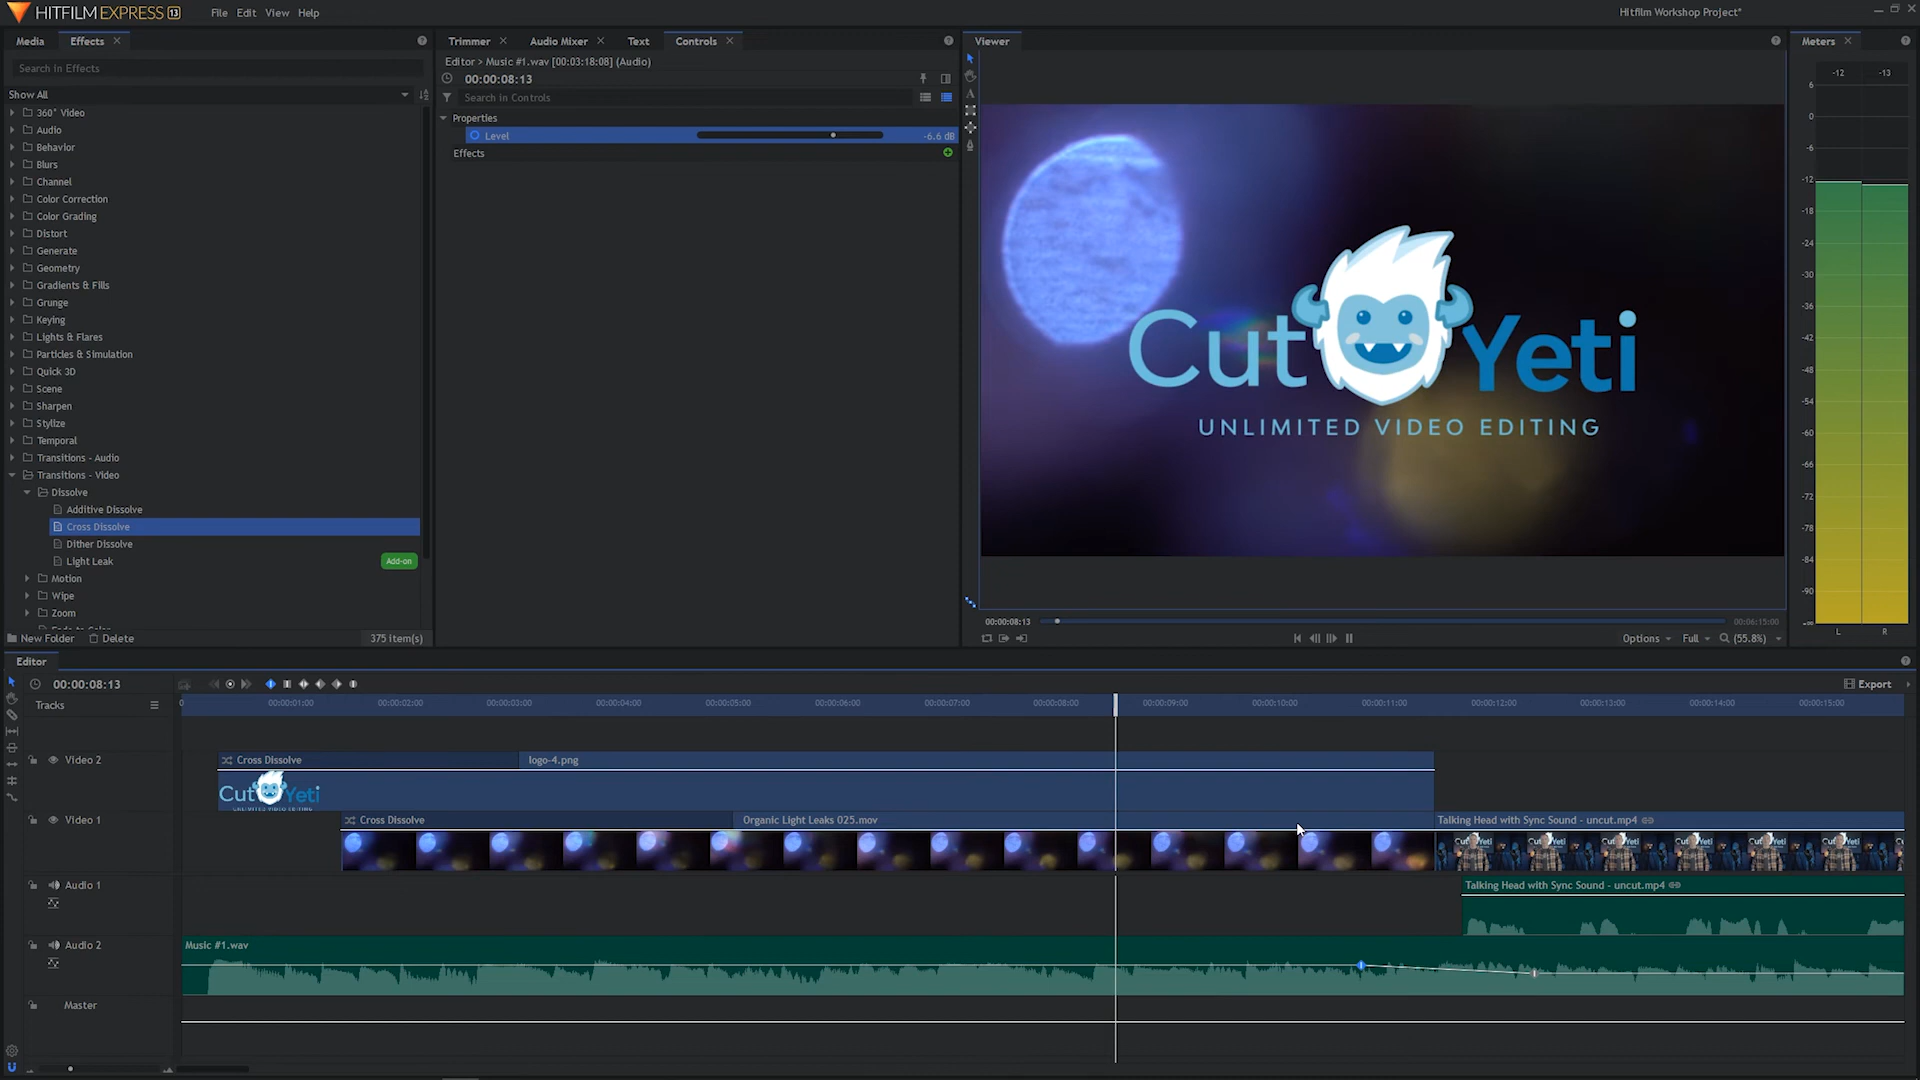 HITFILM EXPRESS 13
File Edit View Help
Hitfilm Workshop Project*
Media Effects
Search in Effects
Show All
360° Video
Audio
Behavior
Blurs
Channel
Color Correction
Color Grading
Distort
Generate
Geometry
Gradients & Fills
Grunge
Keying
Lights & Flares
Particles & Simulation
Quick 3D
Scene
Sharpen
Stylize
Temporal
Transitions - Audio
Transitions - Video
Dissolve
Additive Dissolve
Cross Dissolve
Dither Dissolve
Light Leak Add-on
Motion
Wipe
Zoom
New Folder Delete 375 item(s)
Trimmer Audio Mixer Text Controls
Editor > Music #1.wav [00:03:18:08] (Audio)
00:00:08:13
Search in Controls
Properties
Level -6.6 dB
Effects
Viewer
Cut Yeti
UNLIMITED VIDEO EDITING
00:00:08:13 00:06:15:00
Options Full (55.8%)
Meters
-12 -13
6
0
-6
-12
-18
-24
-30
-36
-42
-48
-54
-60
-66
-72
-78
-84
-90
L R
Editor
00:00:08:13
Export
Tracks
0 00:00:01:00 00:00:02:00 00:00:03:00 00:00:04:00 00:00:05:00 00:00:06:00 00:00:07:00 00:00:08:00 00:00:09:00 00:00:10:00 00:00:11:00 00:00:12:00 00:00:13:00 00:00:14:00 00:00:15:00
Video 2 Cross Dissolve logo-4.png
Cut Yeti
Video 1 Cross Dissolve Organic Light Leaks 025.mov Talking Head with Sync Sound - uncut.mp4
Audio 1 Talking Head with Sync Sound - uncut.mp4
Audio 2 Music #1.wav
Master